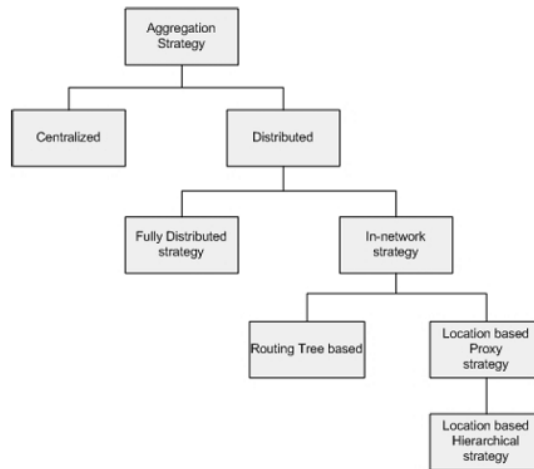 Aggregation
Strategy
Centralized
Distributed
Fully Distributed
strategy
In-network
strategy
Routing Tree based
Location based
Proxy
strategy
Location based
Hierarchical
strategy